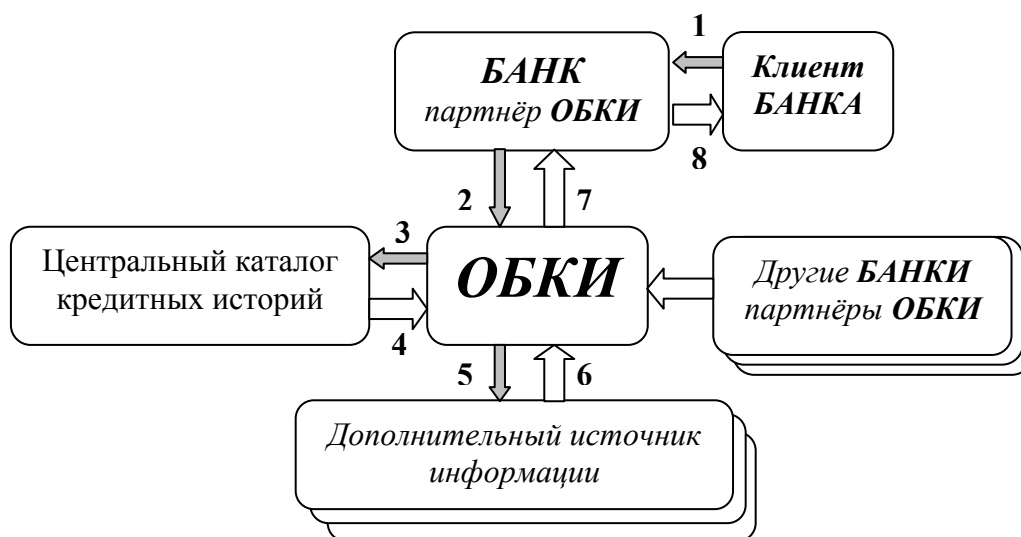 1
БАНК
партнёр ОБКИ
Клиент
БАНКА
8
2
7
3
Центральный каталог
кредитных историй
ОБКИ
Другие БАНКИ
партнёры ОБКИ
4
5
6
Дополнительный источник
информации